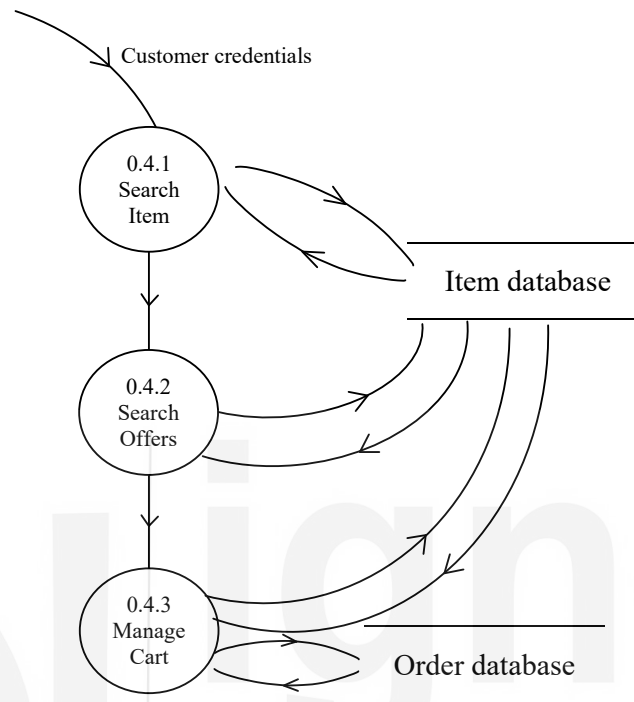 Customer credentials
0.4.1
Search
Item
Item database
0.4.2
Search
Offers
0.4.3
Manage
Cart
Order database